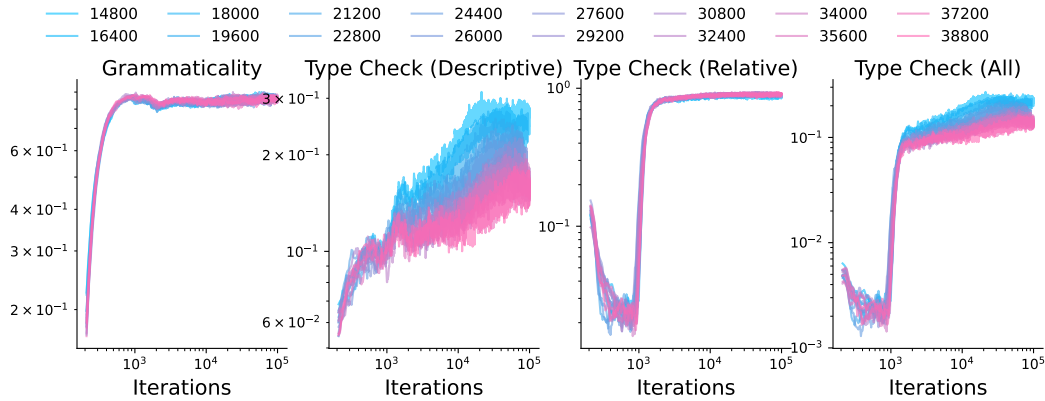 14800 18000 21200 24400 27600 30800 34000 37200
16400 19600 22800 26000 29200 32400 35600 38800
Grammaticality Type Check (Descriptive) Type Check (Relative) Type Check (All)
6 × 10⁻¹
4 × 10⁻¹
3 × 10⁻¹
2 × 10⁻¹
10³ 10⁴ 10⁵
Iterations
3 × 10⁻¹
2 × 10⁻¹
10⁻¹
6 × 10⁻²
10³ 10⁴ 10⁵
Iterations
10⁰
10⁻¹
10³ 10⁴ 10⁵
Iterations
10⁻¹
10⁻²
10⁻³
10³ 10⁴ 10⁵
Iterations